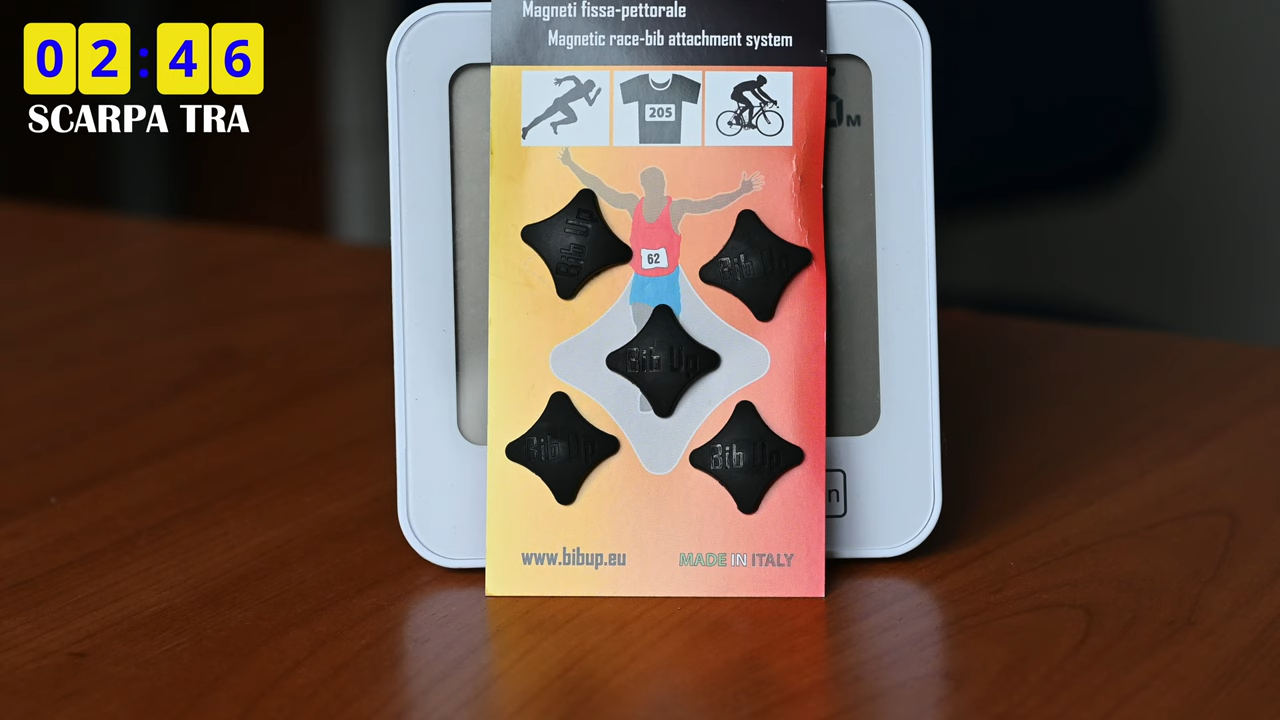 02:46
SCARPA TRA
Magneti fissa-pettorale
Magnetic race-bib attachment system
205
M
62
Bib Up
Bib Up
Bib Up
Bib Up
Bib Up
n
www.bibup.eu
MADE IN ITALY